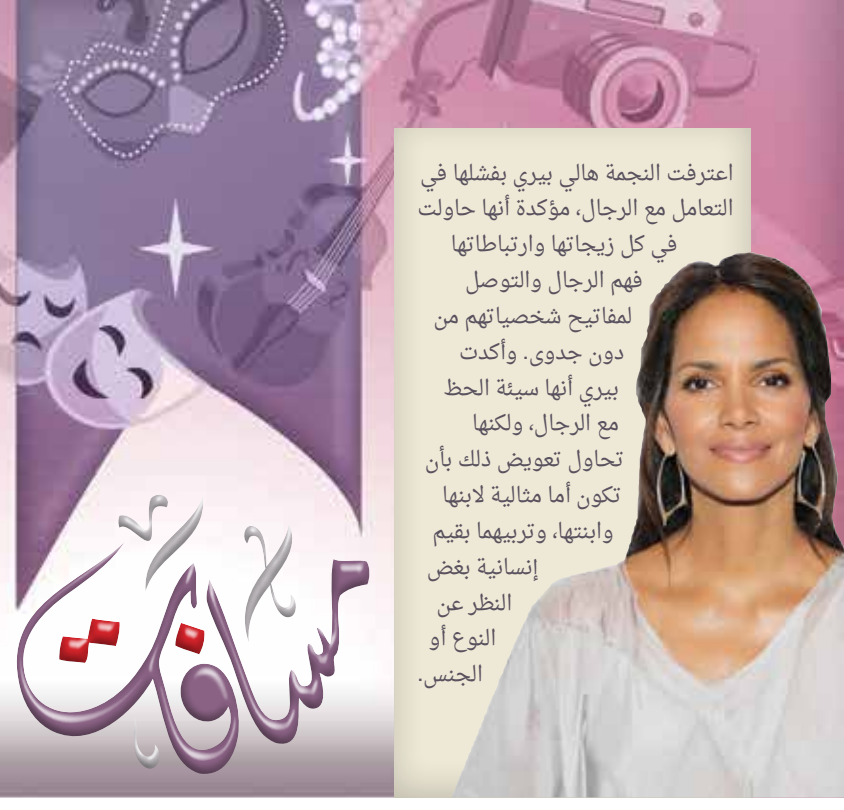 اعترفت النجمة هالي بيري بفشلها في
التعامل مع الرجال، مؤكدة أنها حاولت
في كل زيجاتها وارتباطاتها
فهم الرجال والتوصل
لمفاتيح شخصياتهم من
دون جدوى. وأكدت
بيري أنها سيئة الحظ
مع الرجال، ولكنها
تحاول تعويض ذلك بأن
تكون أما مثالية لابنها
وابنتها، وتربيهما بقيم
إنسانية بغض
النظر عن
النوع أو
الجنس.
مسافات